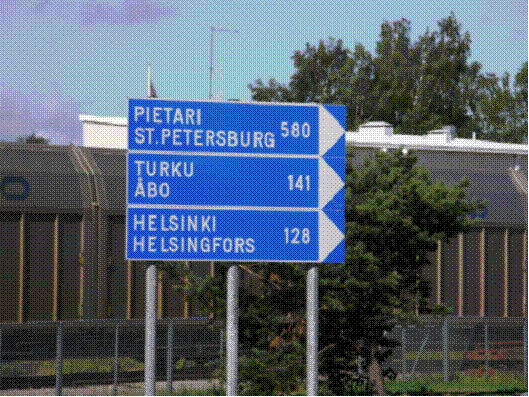 PIETARI
ST.PETERSBURG 580
TURKU
ÅBO 141
HELSINKI
HELSINGFORS 128